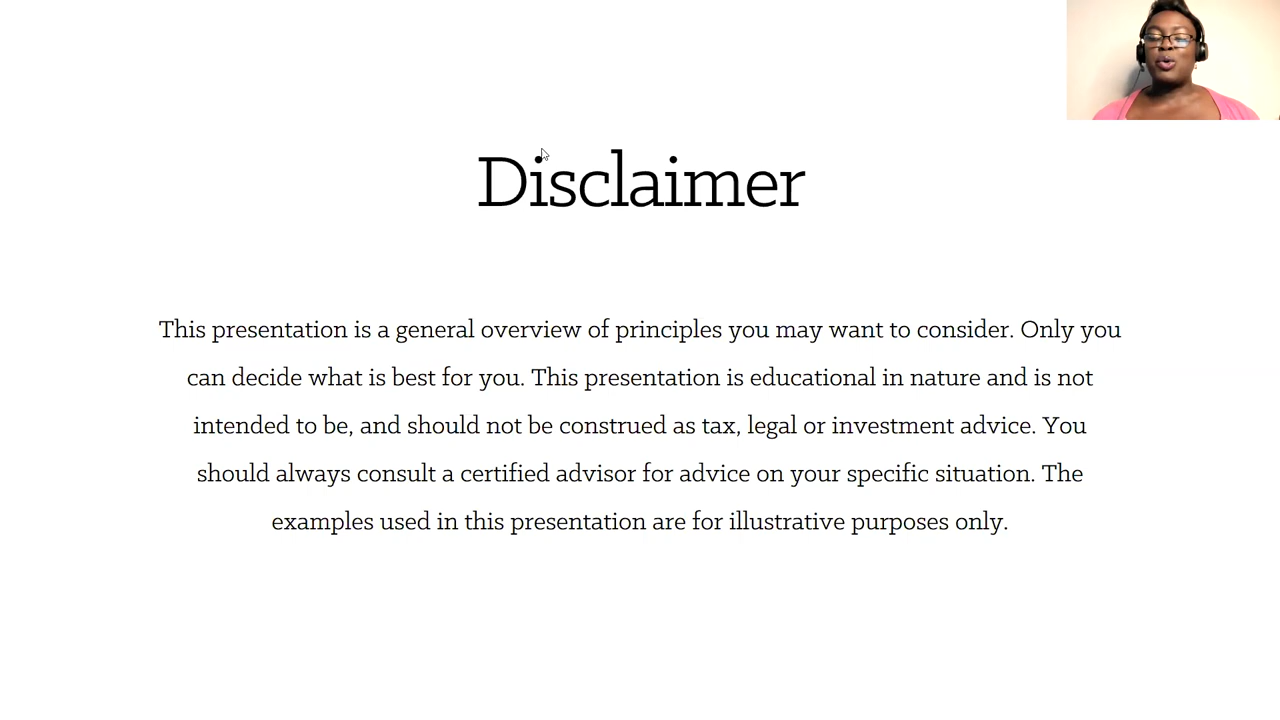 Disclaimer
This presentation is a general overview of principles you may want to consider. Only you
can decide what is best for you. This presentation is educational in nature and is not
intended to be, and should not be construed as tax, legal or investment advice. You
should always consult a certified advisor for advice on your specific situation. The
examples used in this presentation are for illustrative purposes only.